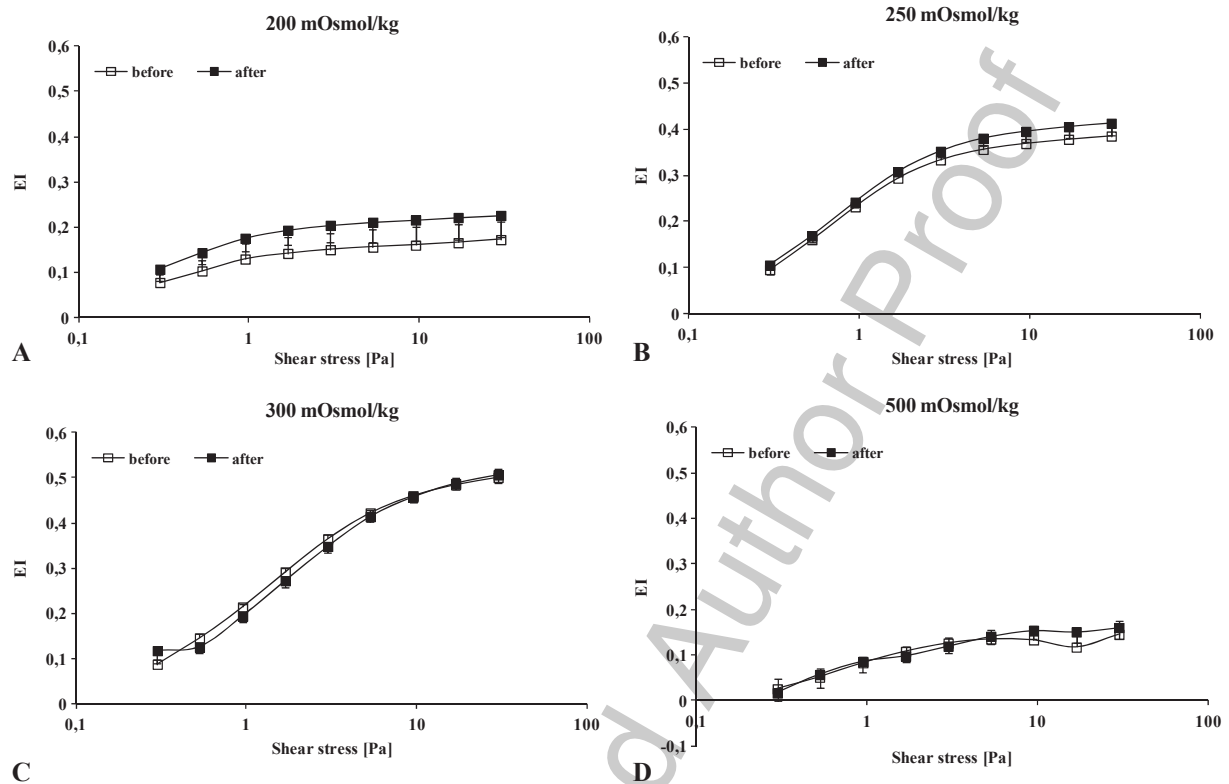 200 mOsmol/kg
0,6
0,5
0,4
0,3
0,2
0,1
0
EI
before after
0,1 1 10 100
Shear stress [Pa]
A
250 mOsmol/kg
0,6
0,5
0,4
0,3
0,2
0,1
0
EI
before after
0,1 1 10 100
Shear stress [Pa]
B
300 mOsmol/kg
0,6
0,5
0,4
0,3
0,2
0,1
0
EI
before after
0,1 1 10 100
Shear stress [Pa]
C
500 mOsmol/kg
0,6
0,5
0,4
0,3
0,2
0,1
0
-0,1
EI
before after
0,1 1 10 100
Shear stress [Pa]
D
d Author Proof